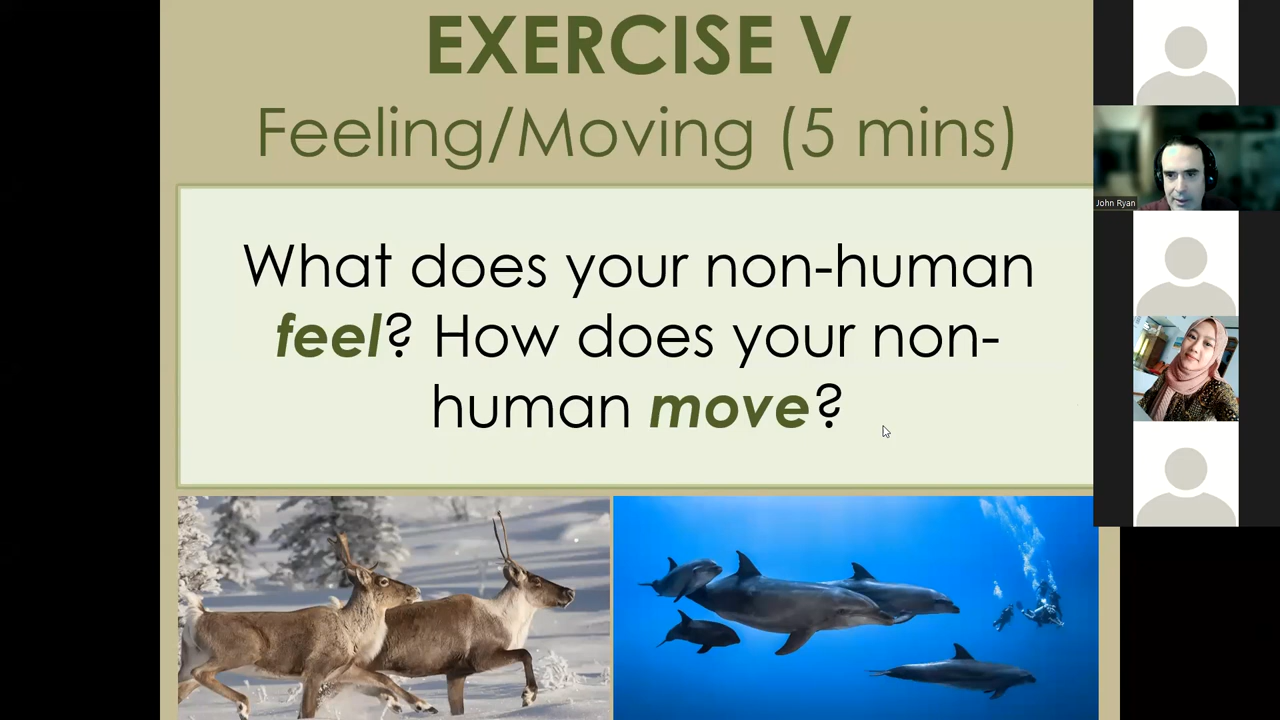 EXERCISE V
Feeling/Moving (5 mins)
What does your non-human
feel? How does your non-
human move?
John Ryan